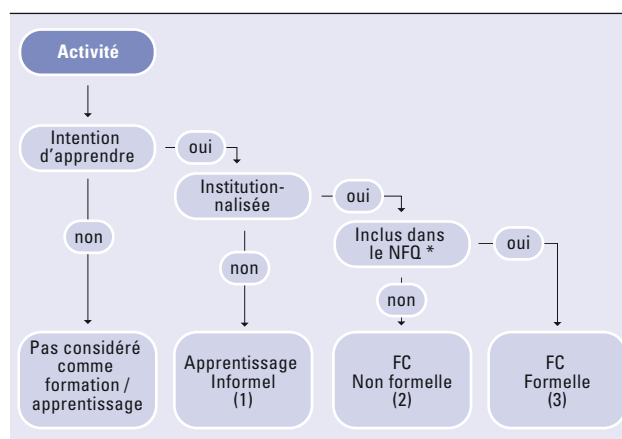 Activité
Intention
d'apprendre
oui
Institution-
nalisée
oui
Inclus dans
le NFQ *
oui
non
non
non
Pas considéré
comme
formation /
apprentissage
Apprentissage
Informel
(1)
FC
Non formelle
(2)
FC
Formelle
(3)